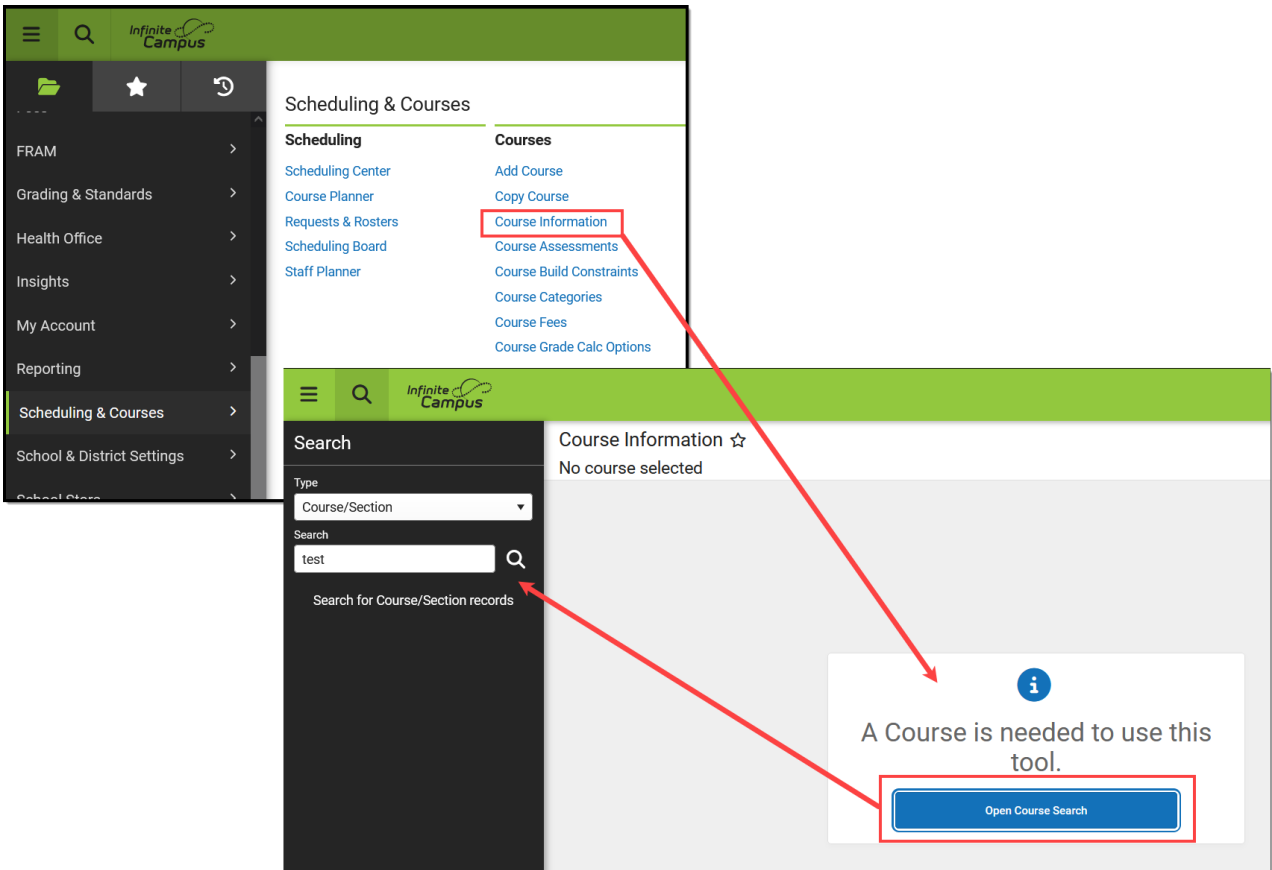 Infinite
Campus
Scheduling & Courses
Scheduling
Scheduling Center
Course Planner
Requests & Rosters
Scheduling Board
Staff Planner
Courses
Add Course
Copy Course
Course Information
Course Assessments
Course Build Constraints
Course Categories
Course Fees
Course Grade Calc Options
FRAM
Grading & Standards
Health Office
Insights
My Account
Reporting
Scheduling & Courses
School & District Settings
School Store
Infinite
Campus
Search
Type
Course/Section
Search
test
Search for Course/Section records
Course Information
No course selected
A Course is needed to use this
tool.
Open Course Search